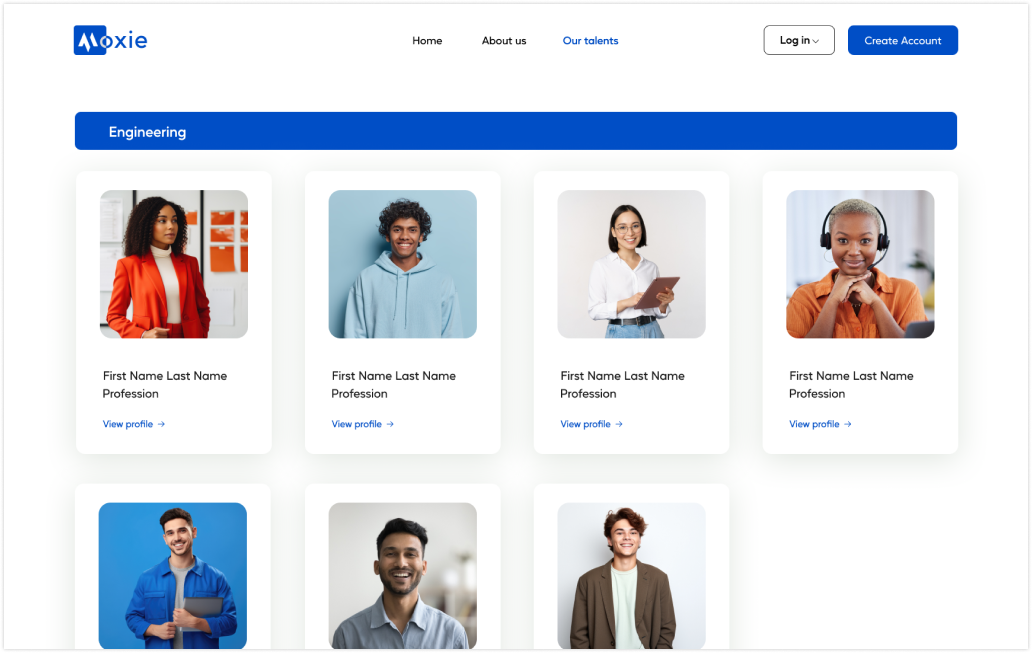 Moxie
Home
About us
Our talents
Log in
Create Account
Engineering
First Name Last Name
Profession
View profile →
First Name Last Name
Profession
View profile →
First Name Last Name
Profession
View profile →
First Name Last Name
Profession
View profile →